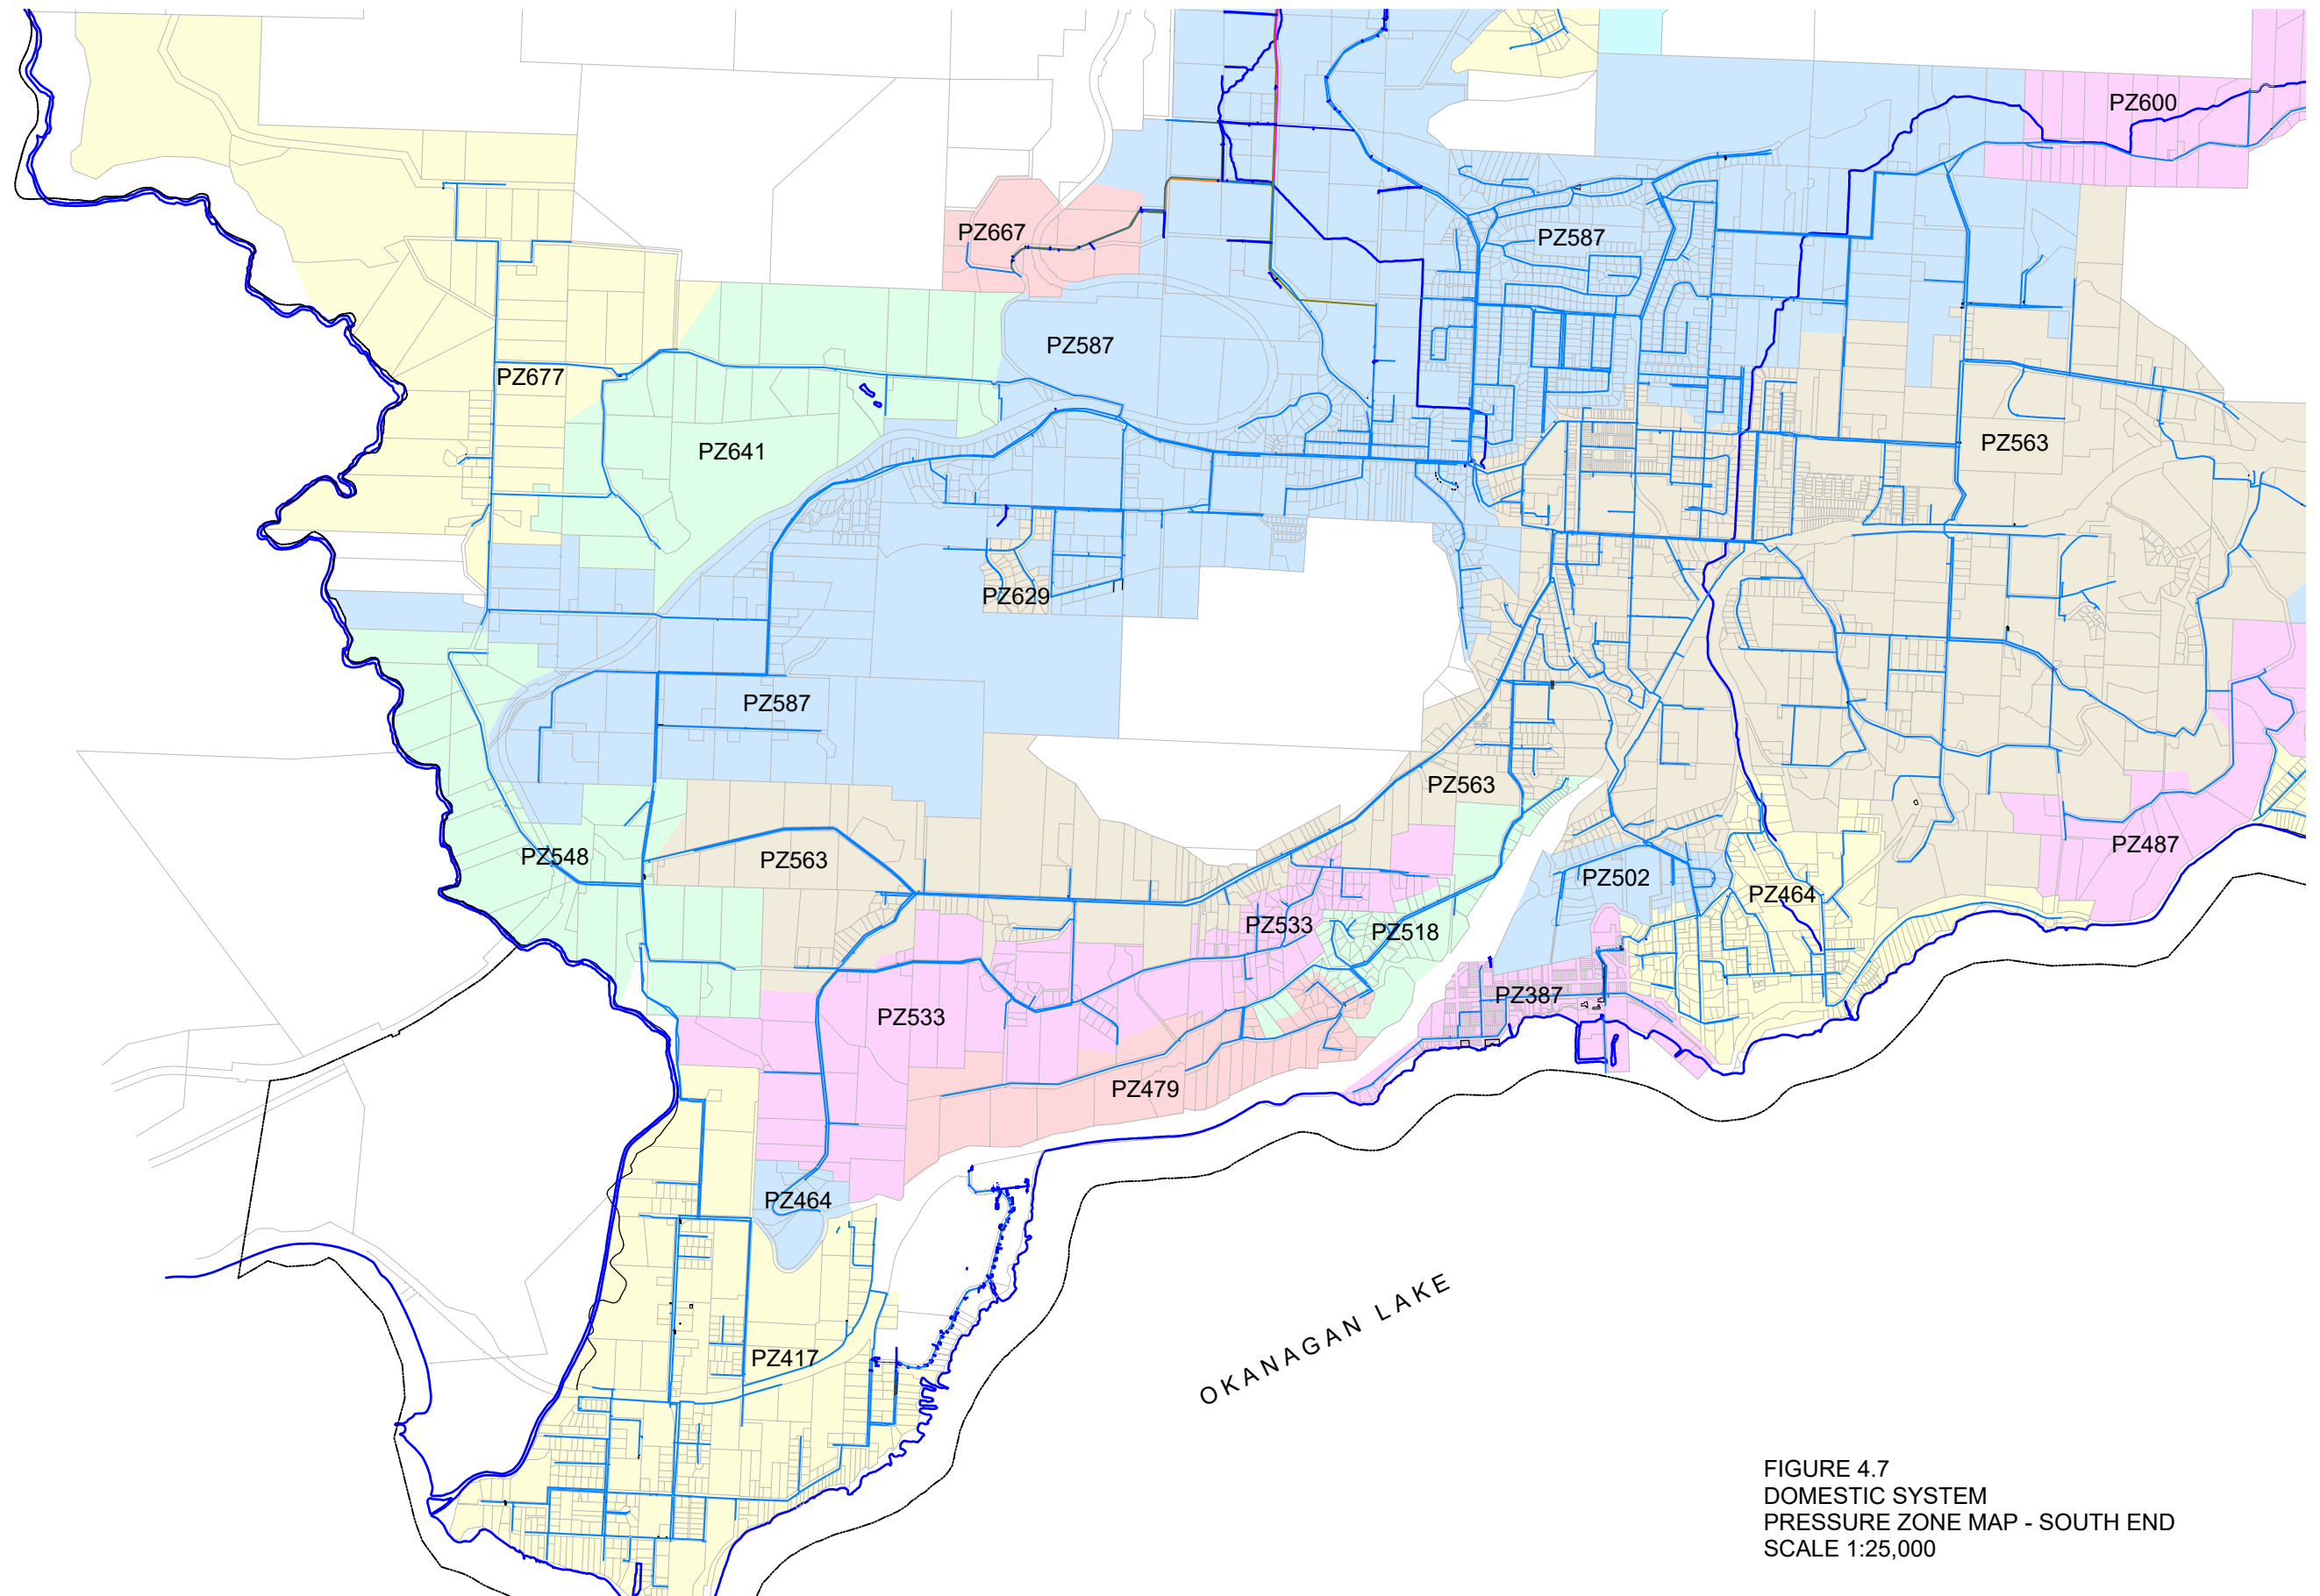 PZ600
PZ667
PZ587
PZ587
PZ677
PZ563
PZ641
PZ629
PZ587
PZ563
PZ487
PZ548
PZ563
PZ502
PZ464
PZ533
PZ518
PZ387
PZ533
PZ479
PZ464
OKANAGAN LAKE
PZ417
FIGURE 4.7
DOMESTIC SYSTEM
PRESSURE ZONE MAP - SOUTH END
SCALE 1:25,000